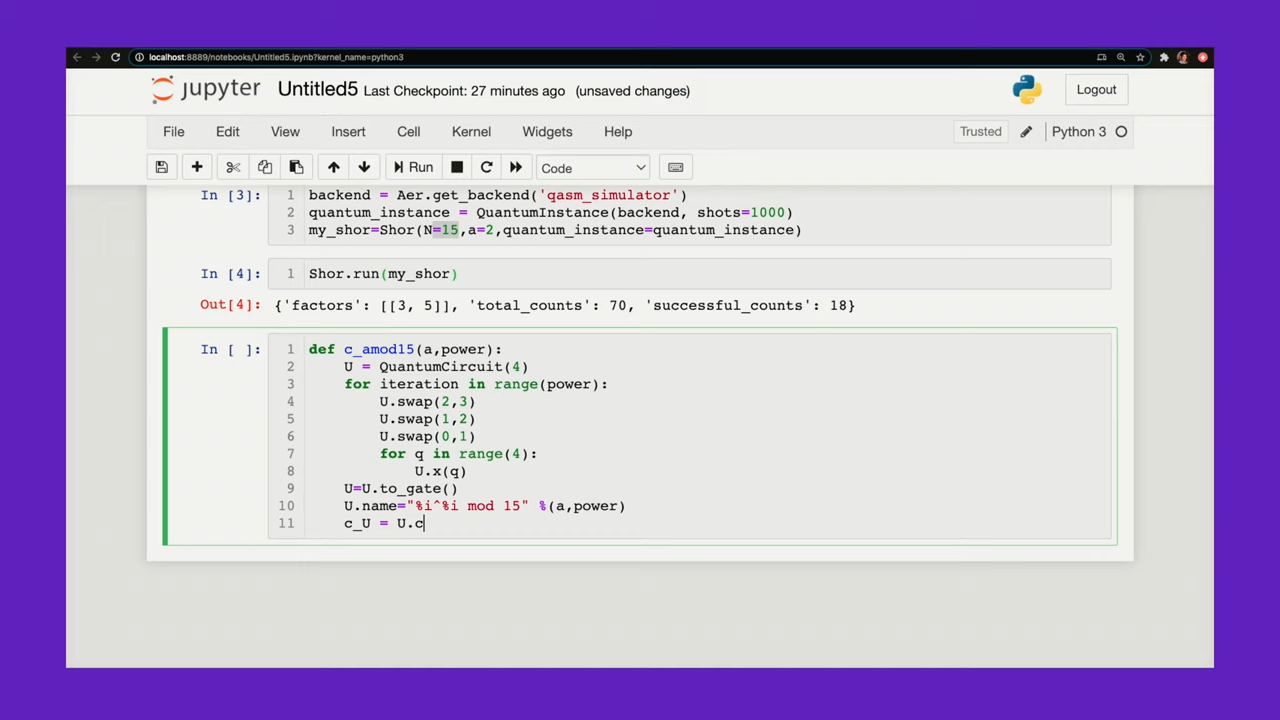 localhost:8889/notebooks/Untitled5.ipynb?kernel_name=python3
jupyter Untitled5 Last Checkpoint: 27 minutes ago (unsaved changes) Logout
File Edit View Insert Cell Kernel Widgets Help Trusted Python 3
Run Code
In [3]: 1 backend = Aer.get_backend('qasm_simulator')
2 quantum_instance = QuantumInstance(backend, shots=1000)
3 my_shor=Shor(N=15,a=2,quantum_instance=quantum_instance)
In [4]: 1 Shor.run(my_shor)
Out[4]: {'factors': [[3, 5]], 'total_counts': 70, 'successful_counts': 18}
In [ ]: 1 def c_amod15(a,power):
2 U = QuantumCircuit(4)
3 for iteration in range(power):
4 U.swap(2,3)
5 U.swap(1,2)
6 U.swap(0,1)
7 for q in range(4):
8 U.x(q)
9 U=U.to_gate()
10 U.name="%i^%i mod 15" %(a,power)
11 c_U = U.c